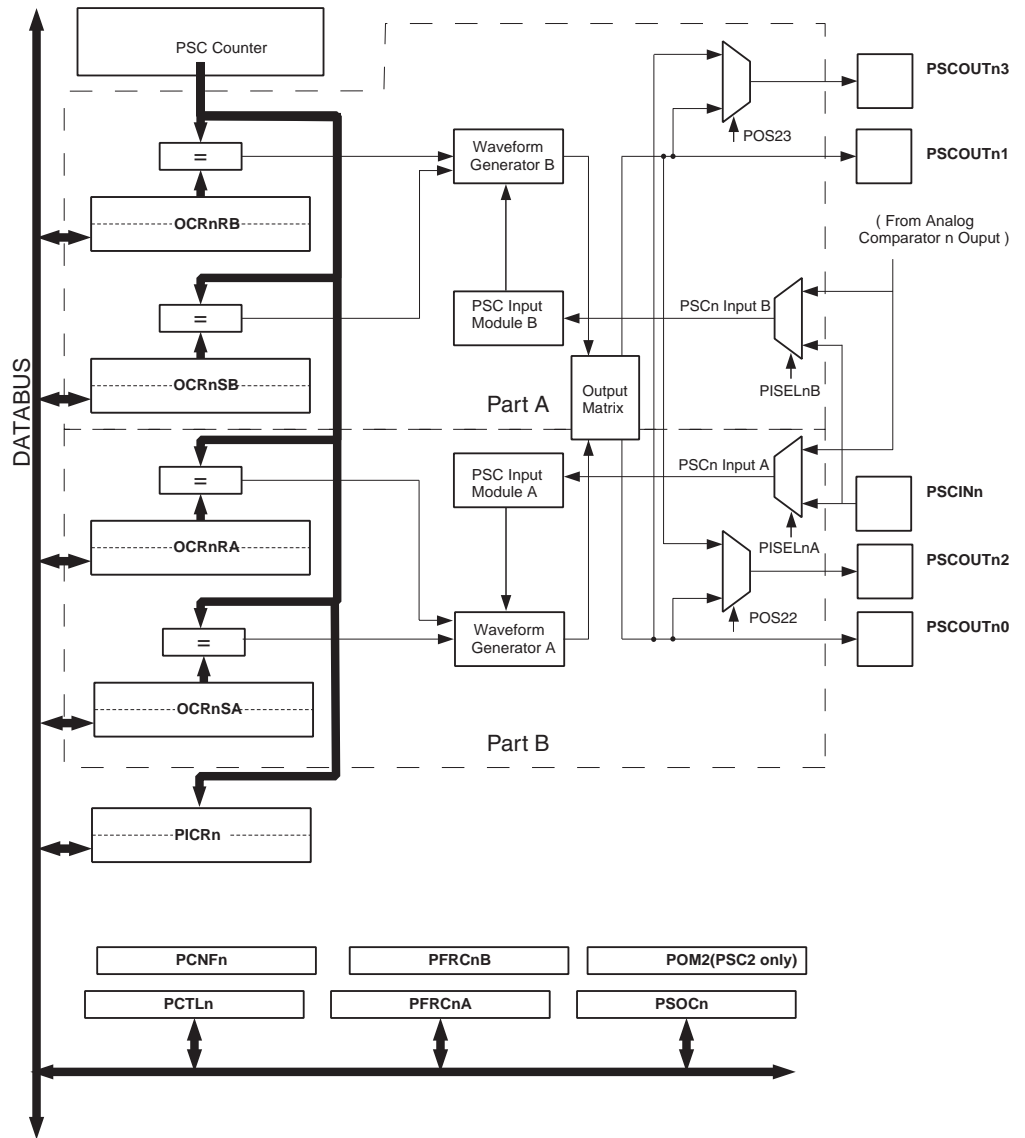 PSC Counter
PSCOUTn3
POS23
=
Waveform
Generator B
PSCOUTn1
OCRnRB
( From Analog
Comparator n Ouput )
=
PSC Input
Module B
PSCn Input B
DATABUS
OCRnSB
Output
Matrix
PISELnB
Part A
=
PSC Input
Module A
PSCn Input A
PSCINn
OCRnRA
PISELnA
PSCOUTn2
=
Waveform
Generator A
POS22
PSCOUTn0
OCRnSA
Part B
PICRn
PCNFn
PFRCnB
POM2(PSC2 only)
PCTLn
PFRCnA
PSOCn